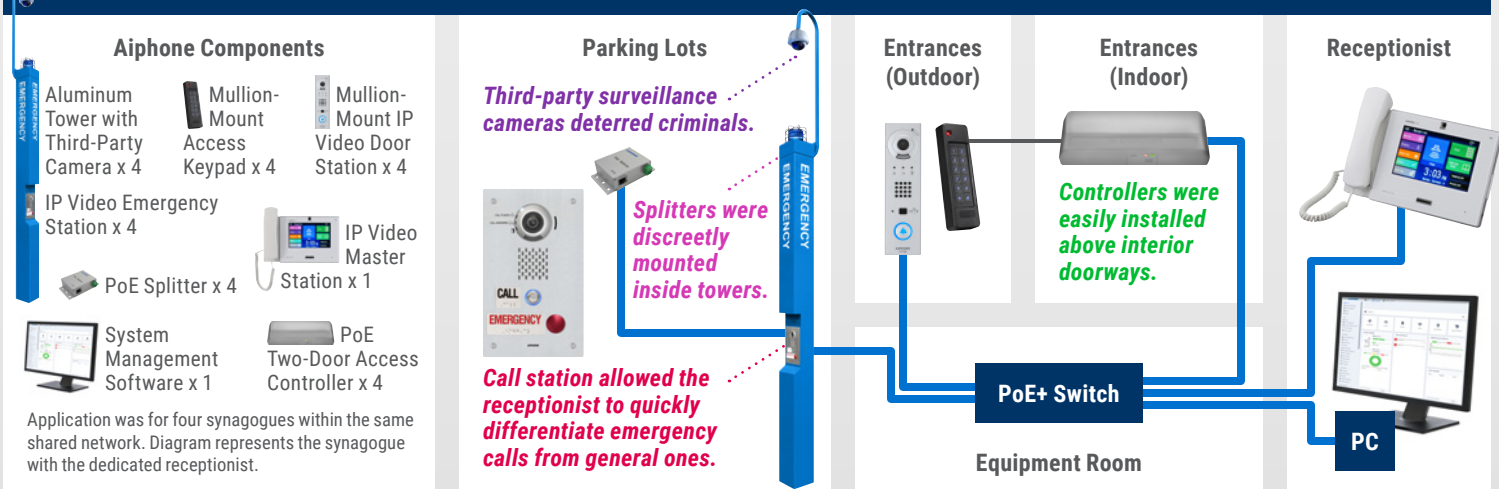 Aiphone Components
EMERGENCY
EMERGENCY
Aluminum
Tower with
Third-Party
Camera x 4
Mullion-
Mount
Access
Keypad x 4
Mullion-
Mount IP
Video Door
Station x 4
IP Video Emergency
Station x 4
IP Video
Master
Station x 1
PoE Splitter x 4
System
Management
Software x 1
PoE
Two-Door Access
Controller x 4
Application was for four synagogues within the same
shared network. Diagram represents the synagogue
with the dedicated receptionist.
Parking Lots
Third-party surveillance
cameras deterred criminals.
Splitters were
discreetly
mounted
inside towers.
EMERGENCY
EMERGENCY
CALL
EMERGENCY
Call station allowed the
receptionist to quickly
differentiate emergency
calls from general ones.
Entrances
(Outdoor)
Entrances
(Indoor)
Controllers were
easily installed
above interior
doorways.
PoE+ Switch
Equipment Room
Receptionist
3:03
PC